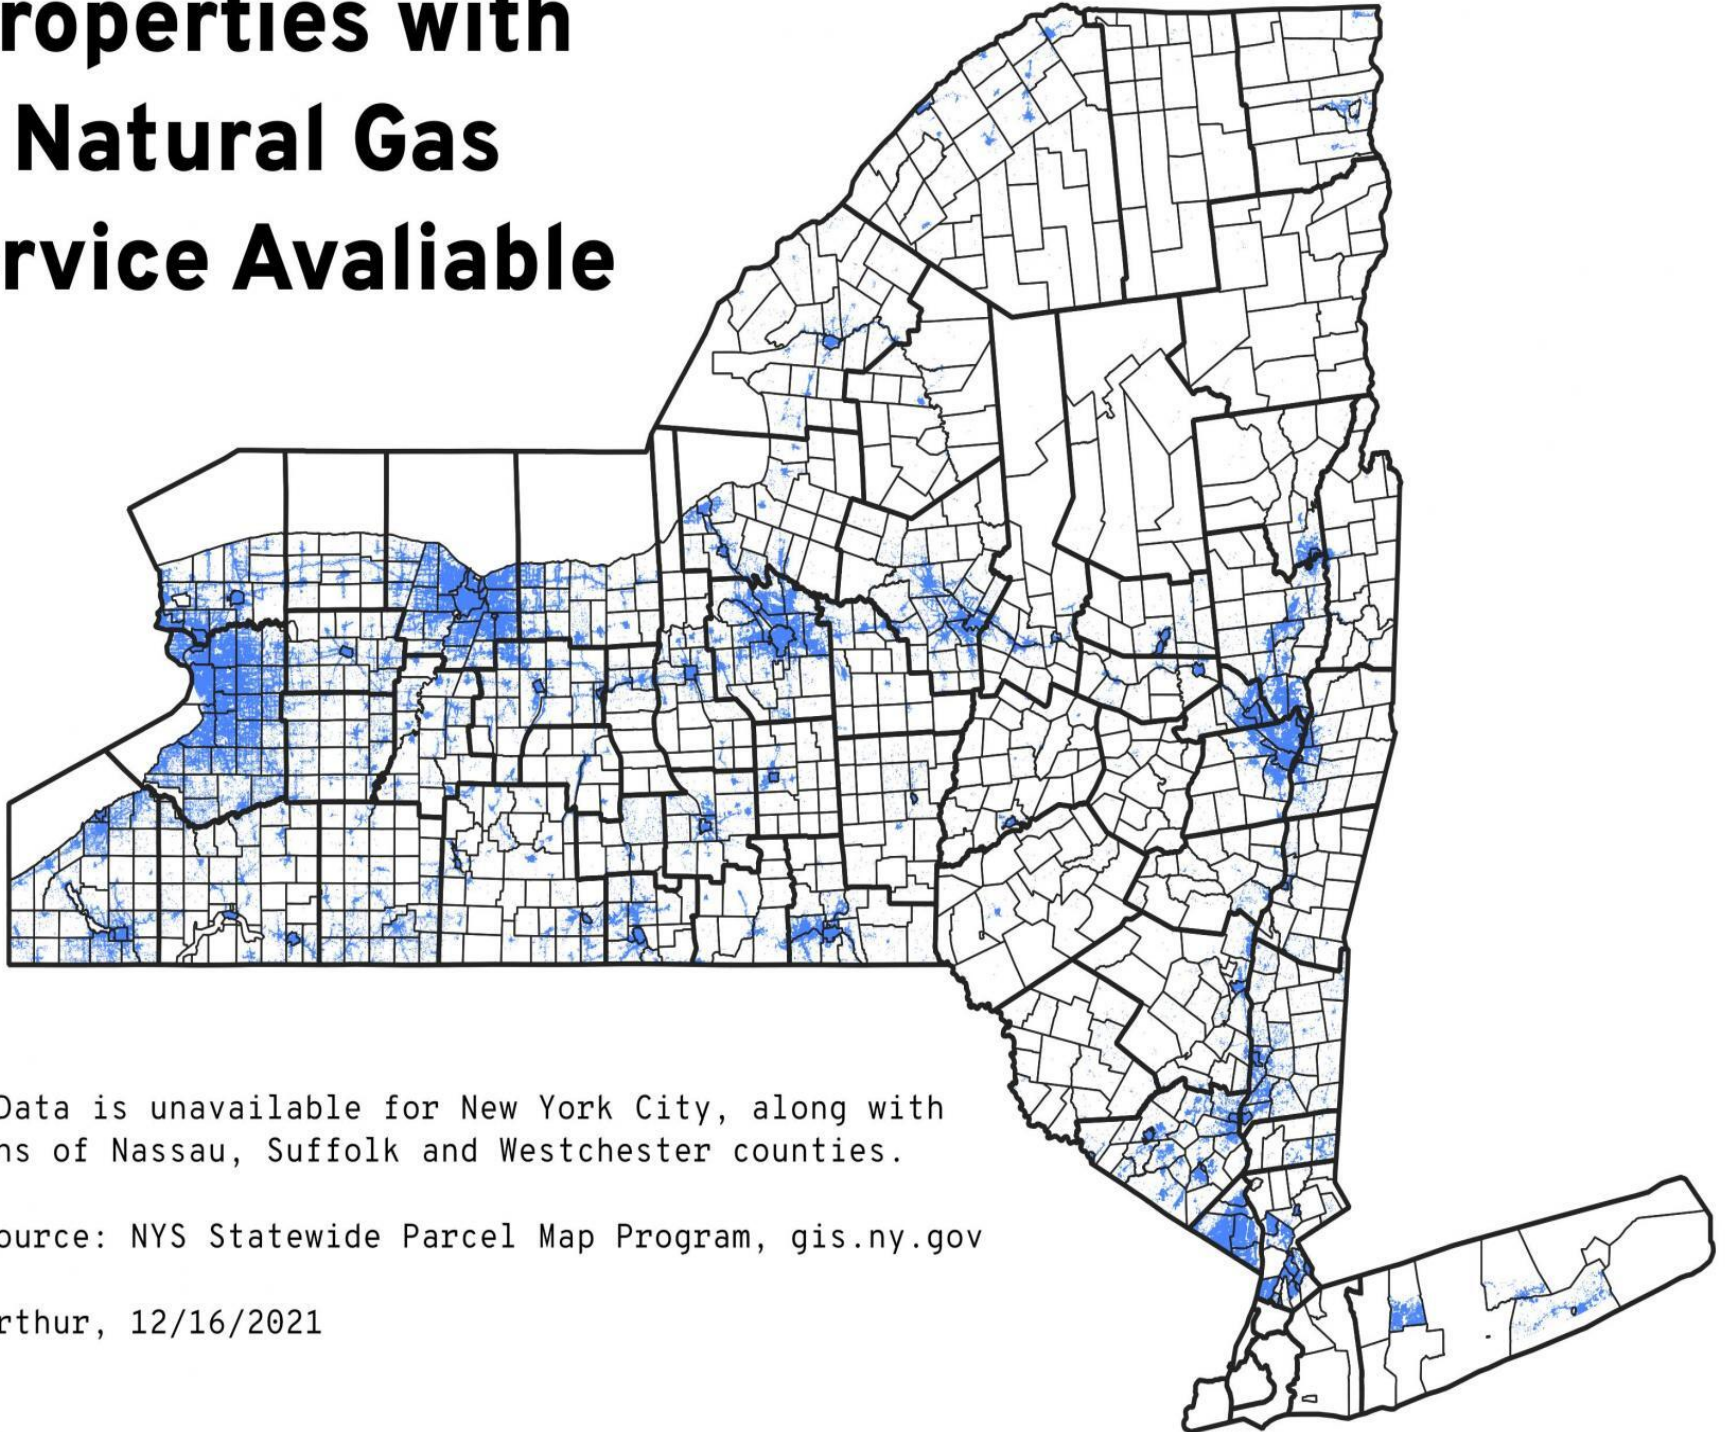 roperties with
Natural Gas
rvice Avaliable
Data is unavailable for New York City, along with
ns of Nassau, Suffolk and Westchester counties.
ource: NYS Statewide Parcel Map Program, gis.ny.gov
rthur, 12/16/2021